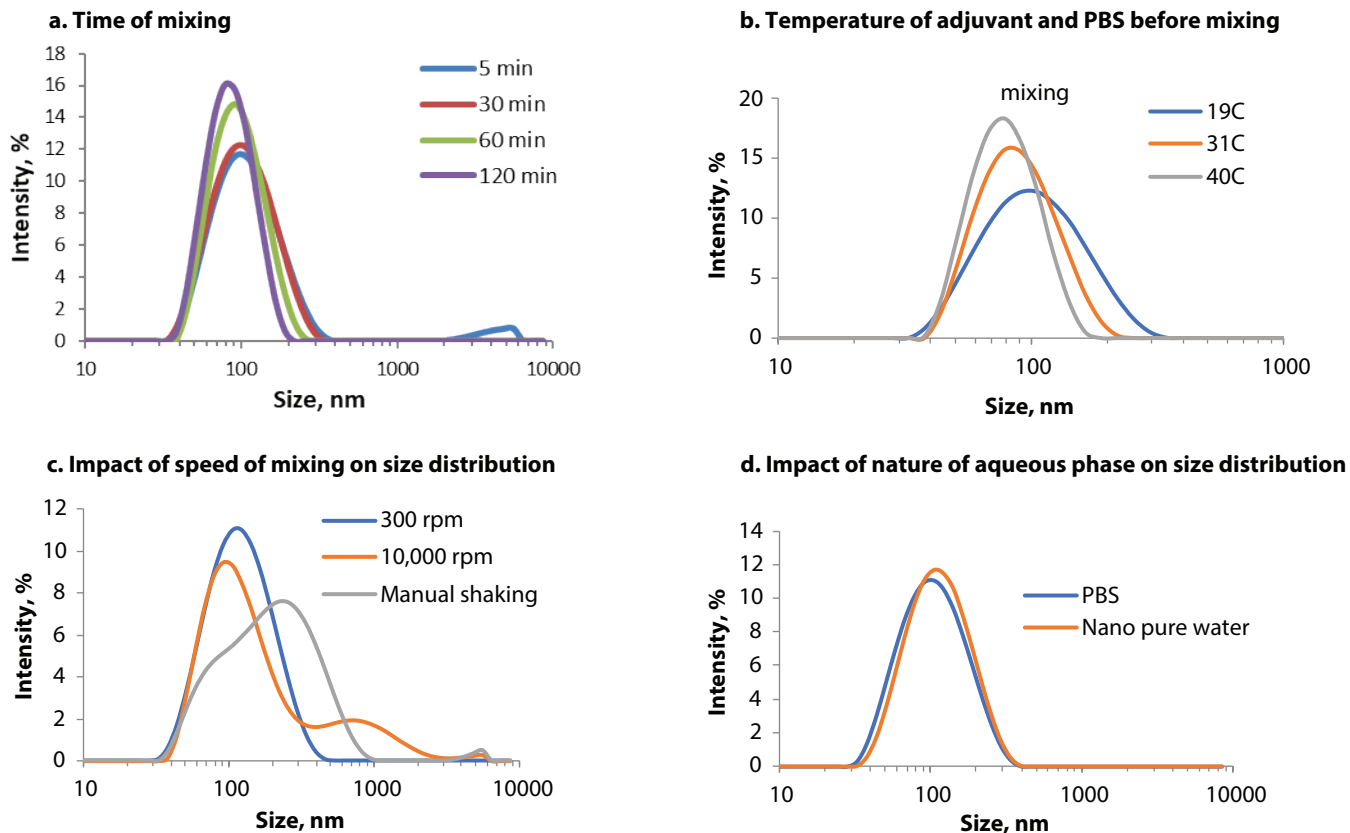 a. Time of mixing
18
16
14
12
10
8
6
4
2
0
Intensity, %
5 min
30 min
60 min
120 min
10 100 1000 10000
Size, nm
b. Temperature of adjuvant and PBS before mixing
mixing
20
15
10
5
0
Intensity, %
19C
31C
40C
10 100 1000
Size, nm
c. Impact of speed of mixing on size distribution
12
10
8
6
4
2
0
Intensity, %
300 rpm
10,000 rpm
Manual shaking
10 100 1000 10000
Size, nm
d. Impact of nature of aqueous phase on size distribution
14
12
10
8
6
4
2
0
Intensity, %
PBS
Nano pure water
10 100 1000 10000
Size, nm